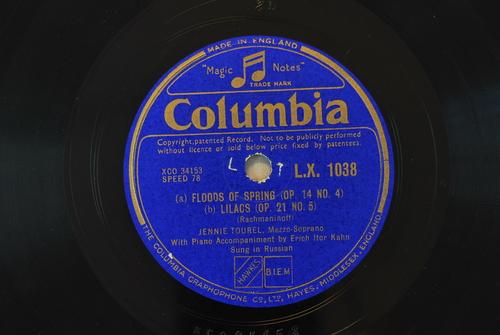 MADE IN ENGLAND
"Magic Notes"
TRADE MARK
Columbia
Copyright, patented Record. Not to be publicly performed
without licence or sold below price fixed by patentees.
XCO 34153
SPEED 78
L.X. 1038
(a) FLOODS OF SPRING (OP. 14 NO. 4)
(b) LILACS (OP. 21 NO. 5)
(Rachmaninoff)
JENNIE TOUREL, Mezzo-Soprano
With Piano Accompaniment by Erich Itor Kahn
Sung in Russian
HAWKES
B.I.E.M
THE COLUMBIA GRAPHOPHONE CO., LTD., HAYES, MIDDLESEX, ENGLAND